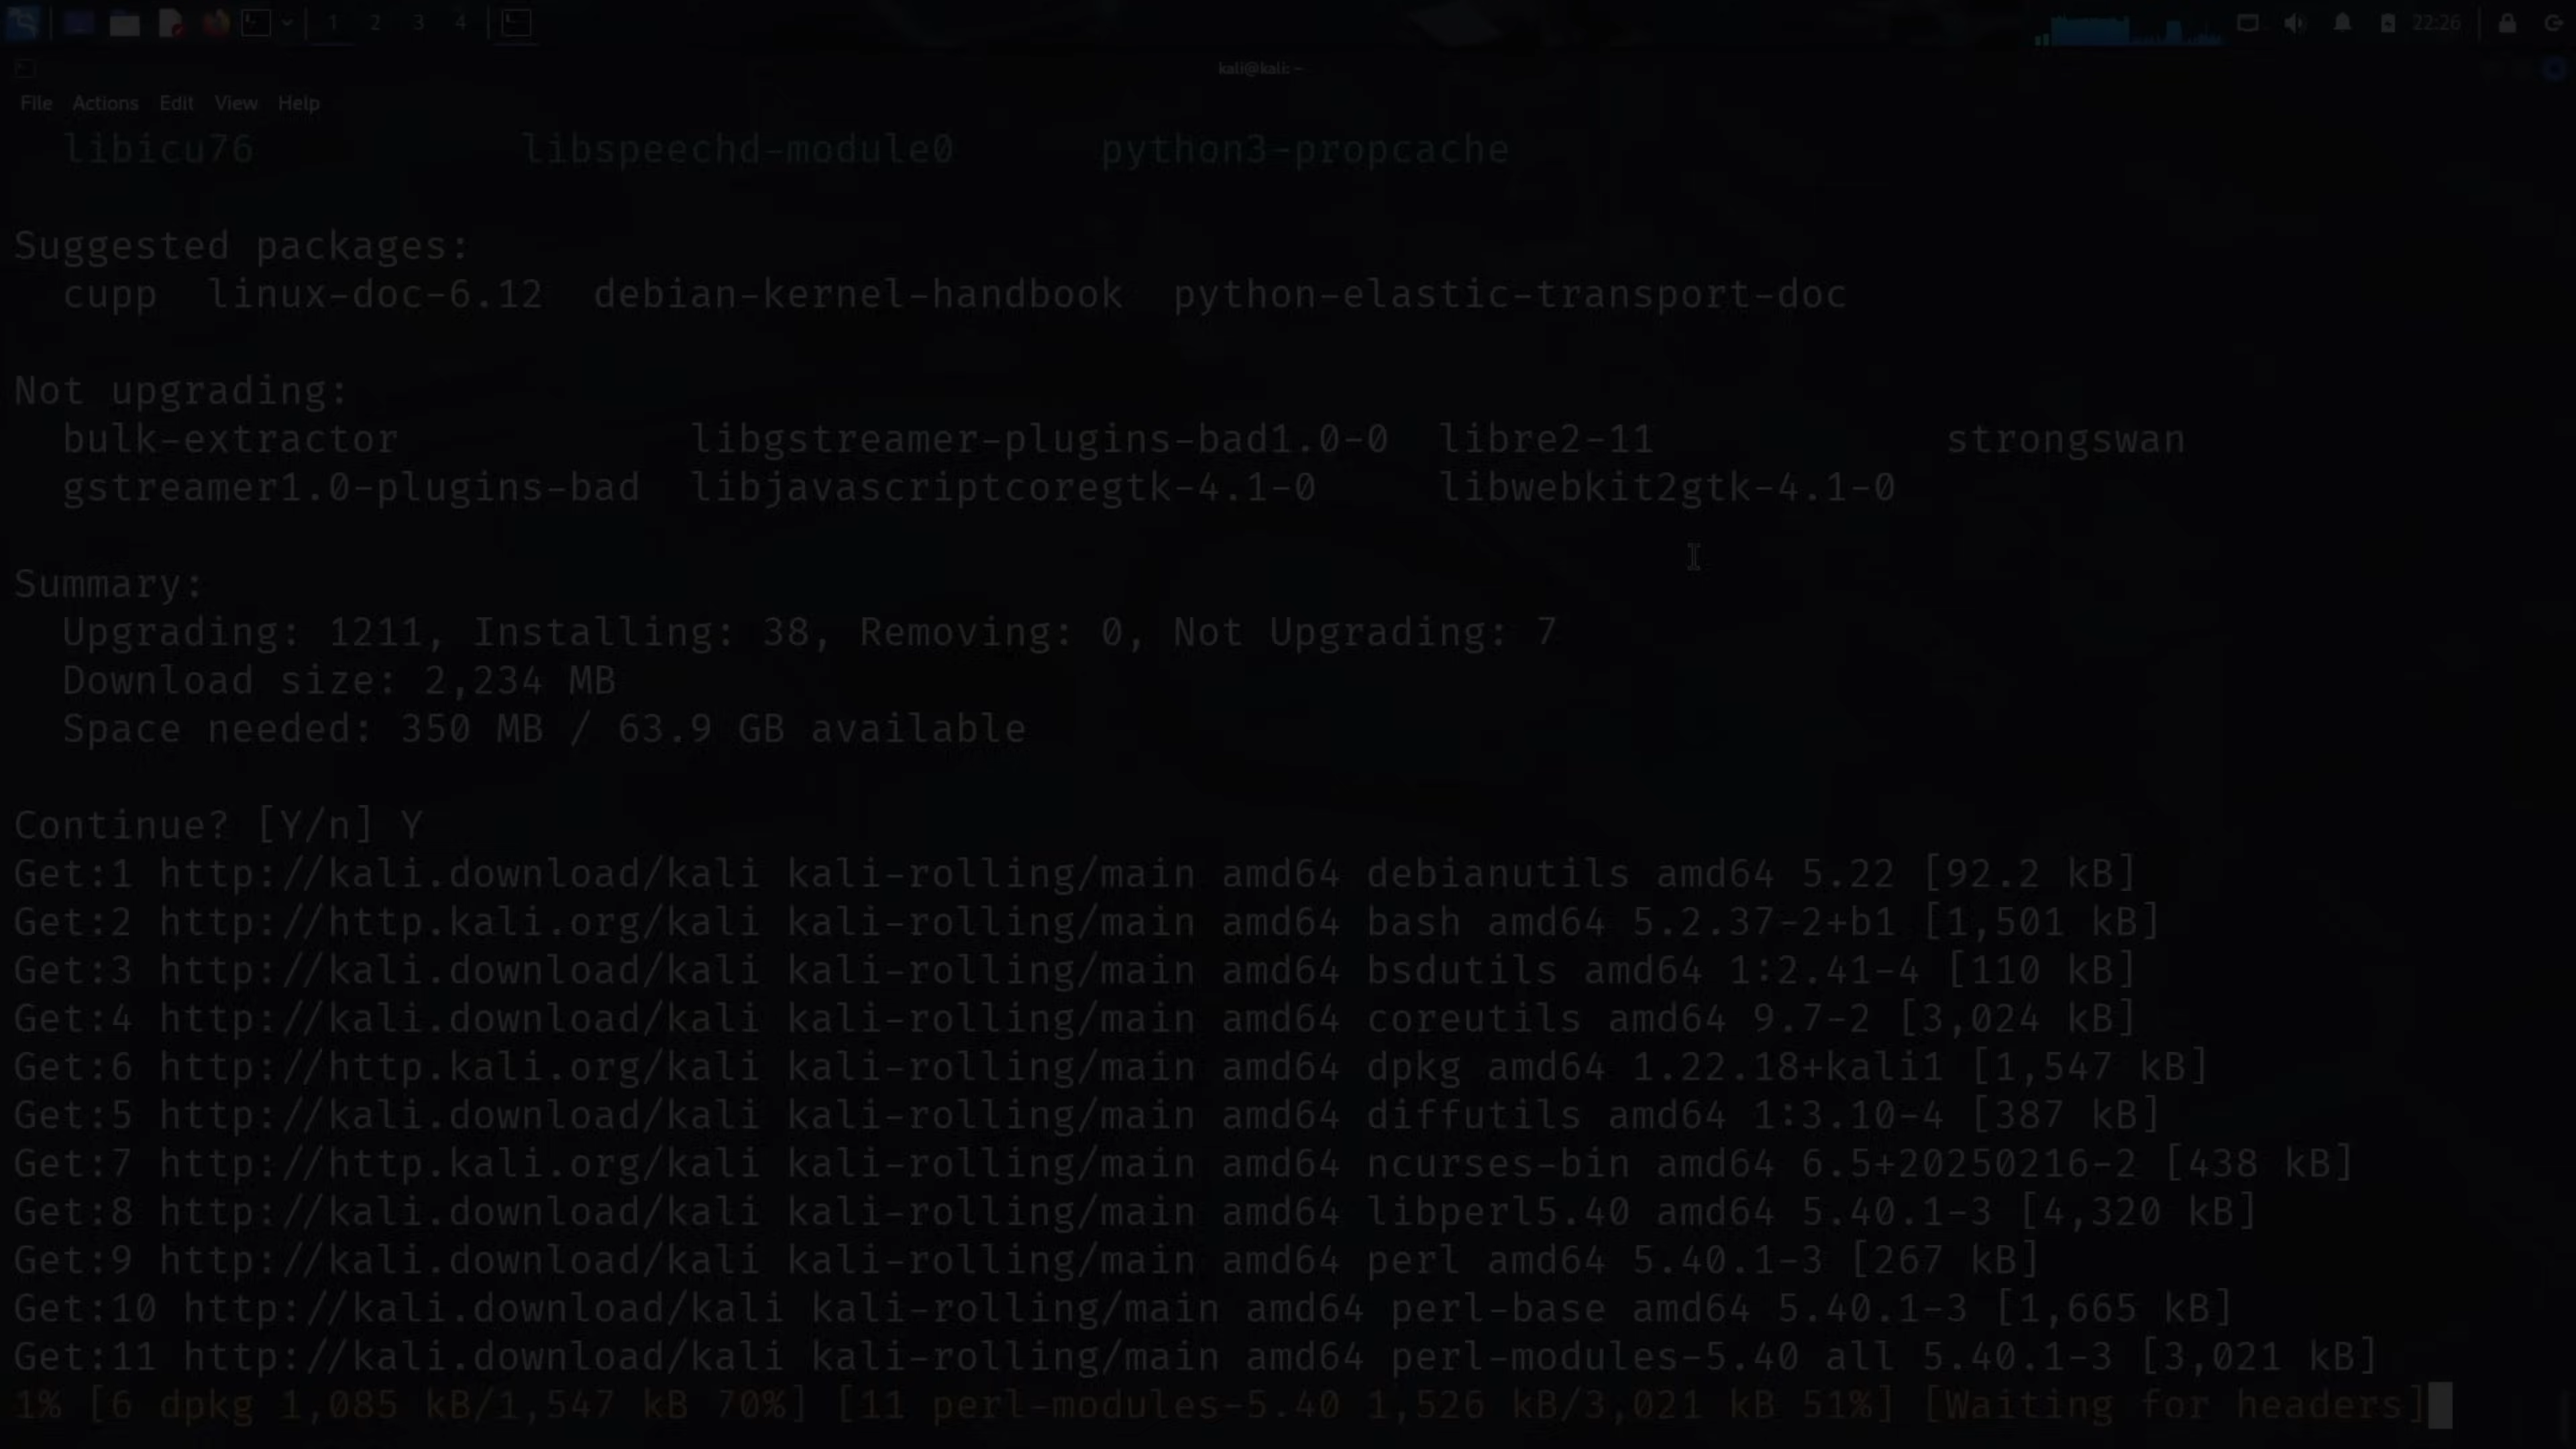 1 2 3 4 22:26
kali@kali: ~
File Actions Edit View Help
libicu76 libspeechd-module0 python3-propcache
Suggested packages:
cupp linux-doc-6.12 debian-kernel-handbook python-elastic-transport-doc
Not upgrading:
bulk-extractor libgstreamer-plugins-bad1.0-0 libre2-11 strongswan
gstreamer1.0-plugins-bad libjavascriptcoregtk-4.1-0 libwebkit2gtk-4.1-0
Summary:
Upgrading: 1211, Installing: 38, Removing: 0, Not Upgrading: 7
Download size: 2,234 MB
Space needed: 350 MB / 63.9 GB available
Continue? [Y/n] Y
Get:1 http://kali.download/kali kali-rolling/main amd64 debianutils amd64 5.22 [92.2 kB]
Get:2 http://http.kali.org/kali kali-rolling/main amd64 bash amd64 5.2.37-2+b1 [1,501 kB]
Get:3 http://kali.download/kali kali-rolling/main amd64 bsdutils amd64 1:2.41-4 [110 kB]
Get:4 http://kali.download/kali kali-rolling/main amd64 coreutils amd64 9.7-2 [3,024 kB]
Get:6 http://http.kali.org/kali kali-rolling/main amd64 dpkg amd64 1.22.18+kali1 [1,547 kB]
Get:5 http://kali.download/kali kali-rolling/main amd64 diffutils amd64 1:3.10-4 [387 kB]
Get:7 http://http.kali.org/kali kali-rolling/main amd64 ncurses-bin amd64 6.5+20250216-2 [438 kB]
Get:8 http://kali.download/kali kali-rolling/main amd64 libperl5.40 amd64 5.40.1-3 [4,320 kB]
Get:9 http://kali.download/kali kali-rolling/main amd64 perl amd64 5.40.1-3 [267 kB]
Get:10 http://kali.download/kali kali-rolling/main amd64 perl-base amd64 5.40.1-3 [1,665 kB]
Get:11 http://kali.download/kali kali-rolling/main amd64 perl-modules-5.40 all 5.40.1-3 [3,021 kB]
1% [6 dpkg 1,085 kB/1,547 kB 70%] [11 perl-modules-5.40 1,526 kB/3,021 kB 51%] [Waiting for headers]